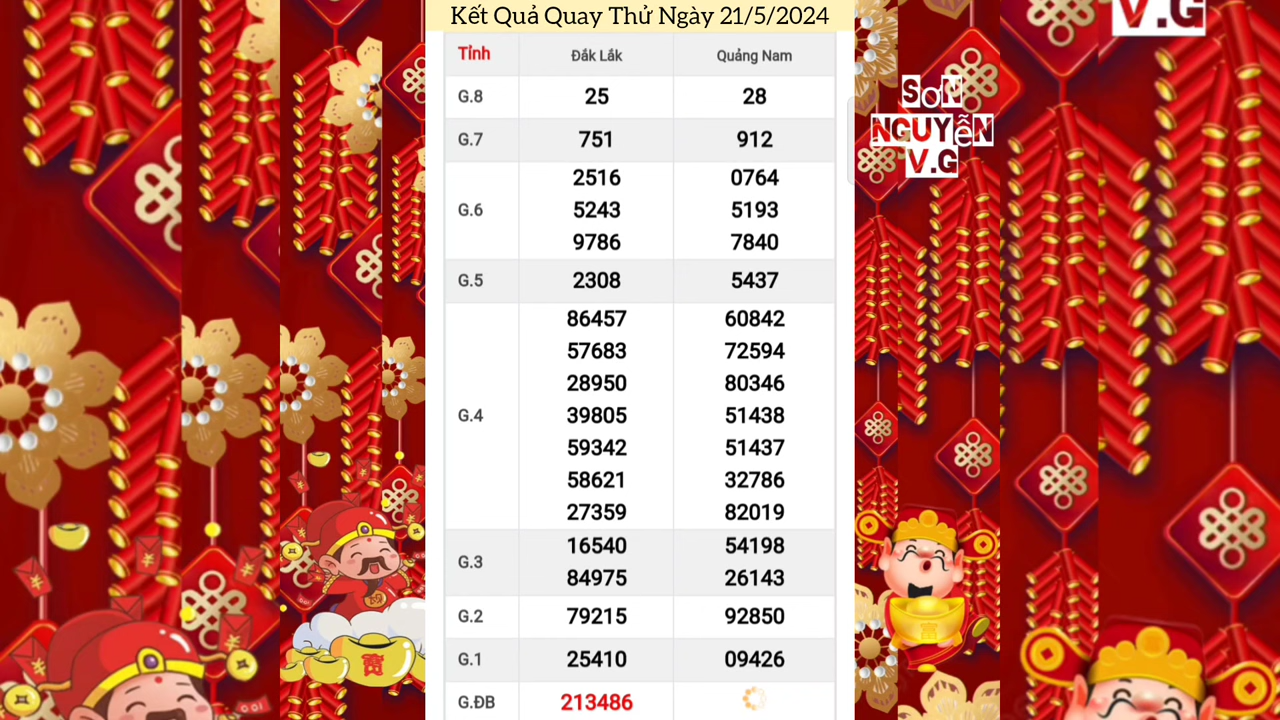 Kết Quả Quay Thử Ngày 21/5/2024
Tỉnh Đắk Lắk Quảng Nam
G.8 25 28
G.7 751 912
G.6
2516 0764
5243 5193
9786 7840
G.5 2308 5437
G.4
86457 60842
57683 72594
28950 80346
39805 51438
59342 51437
58621 32786
27359 82019
G.3
16540 54198
84975 26143
G.2 79215 92850
G.1 25410 09426
G.ĐB 213486
V.G
SƠN
NGUYỄN
V.G